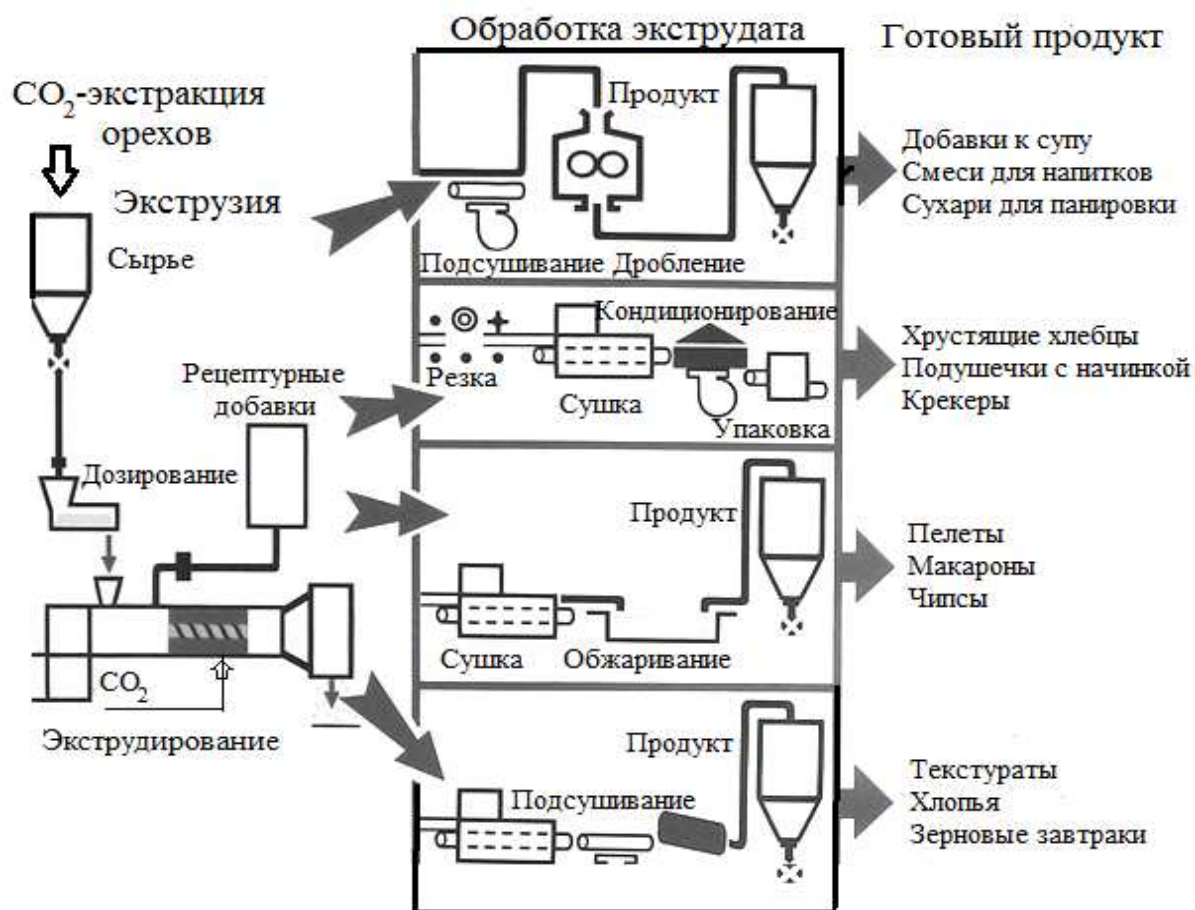 Обработка экструдата
Готовый продукт
CO2-экстракция
орехов
Экструзия
Сырье
Рецептурные
добавки
Дозирование
CO2
Экструдирование
Продукт
Подсушивание
Дробление
Добавки к супу
Смеси для напитков
Сухари для панировки
Кондиционирование
Резка
Сушка
Упаковка
Хрустящие хлебцы
Подушечки с начинкой
Крекеры
Продукт
Сушка
Обжаривание
Пелеты
Макароны
Чипсы
Продукт
Подсушивание
Текстураты
Хлопья
Зерновые завтраки